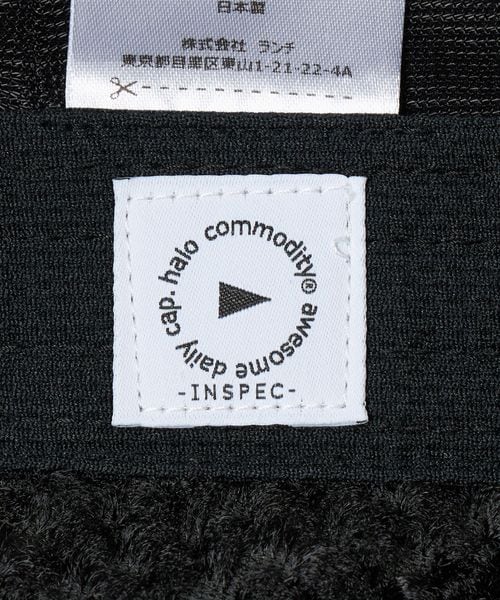 日本製
株式会社 ランチ
東京都目黒区東山1-21-22-4A
halo commodity® awesome daily cap.
-INSPEC-